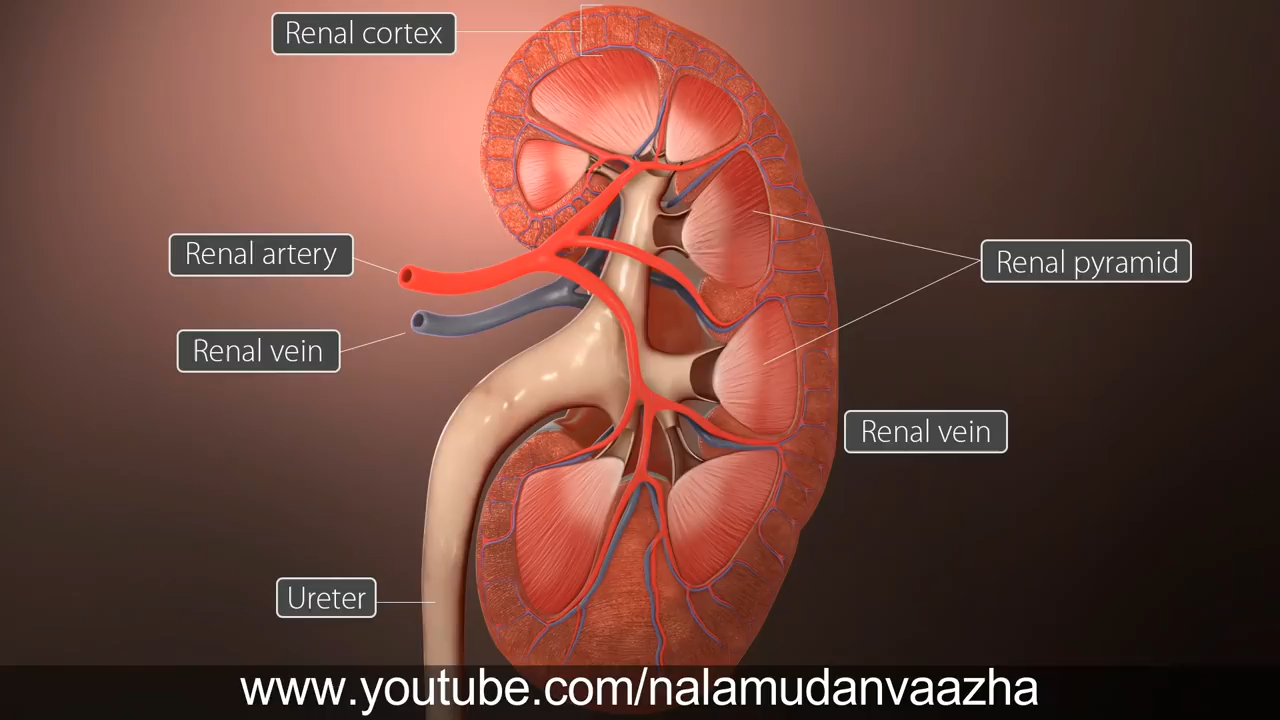 Renal cortex
Renal artery
Renal pyramid
Renal vein
Renal vein
Ureter
www.youtube.com/nalamudanvaazha